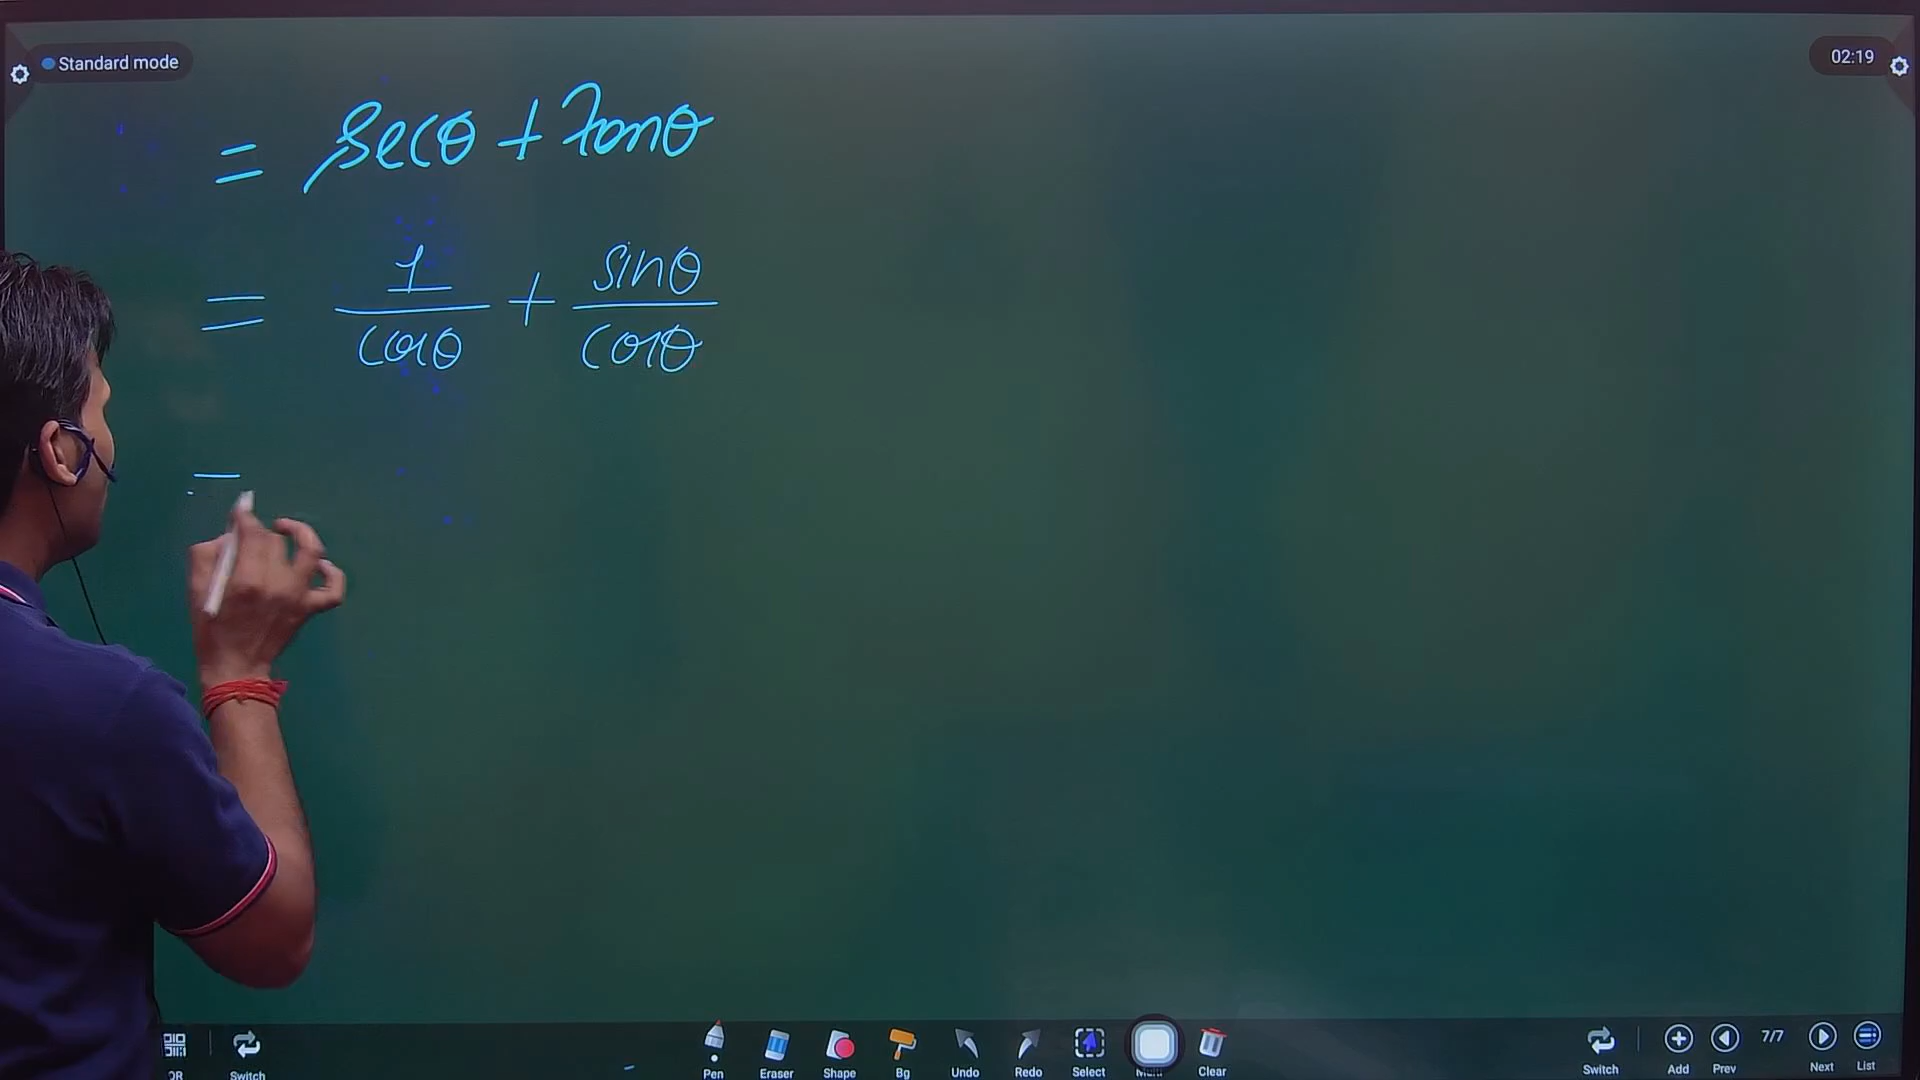 Standard mode
02:19
= secθ + tanθ
= 1/cosθ + sinθ/cosθ
=
Switch
Pen
Eraser
Shape
Bg
Undo
Redo
Select
Clear
Switch
Add
Prev
7/7
Next
List